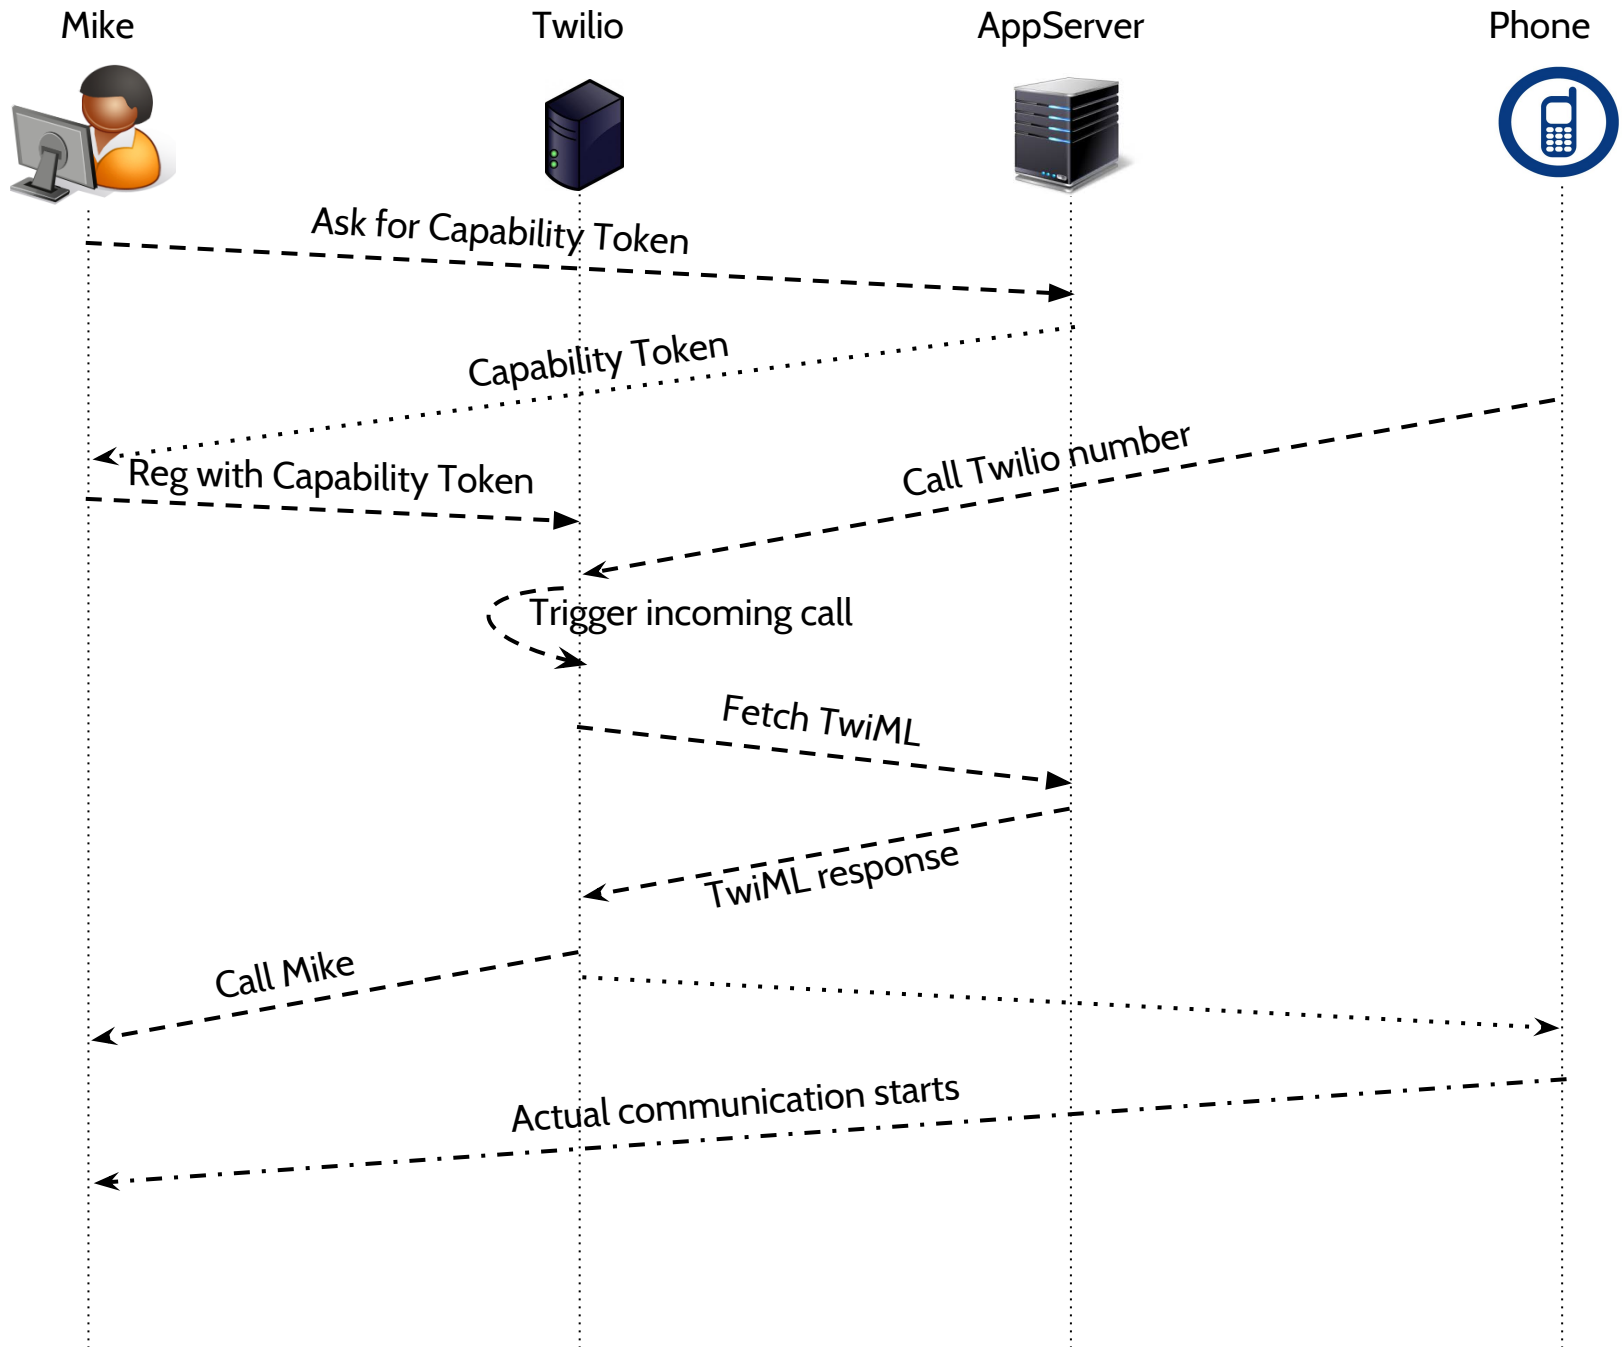 Mike
Twilio
AppServer
Phone
Ask for Capability Token
Capability Token
Call Twilio number
Reg with Capability Token
Trigger incoming call
Fetch TwiML
TwiML response
Call Mike
Actual communication starts